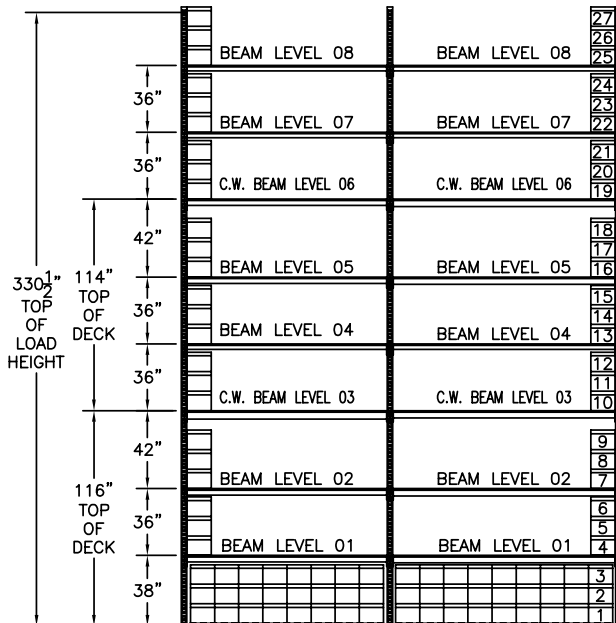 27
BEAM LEVEL 08 BEAM LEVEL 08
26
25
36"
24
23
BEAM LEVEL 07 BEAM LEVEL 07
22
36"
21
20
C.W. BEAM LEVEL 06 C.W. BEAM LEVEL 06
19
42"
18
17
BEAM LEVEL 05 BEAM LEVEL 05
16
330 1/2"
TOP
OF
LOAD
HEIGHT
114"
TOP
OF
DECK
36"
15
14
BEAM LEVEL 04 BEAM LEVEL 04
13
36"
12
11
C.W. BEAM LEVEL 03 C.W. BEAM LEVEL 03
10
42"
9
8
BEAM LEVEL 02 BEAM LEVEL 02
7
116"
TOP
OF
DECK
36"
6
5
BEAM LEVEL 01 BEAM LEVEL 01
4
38"
3
2
1